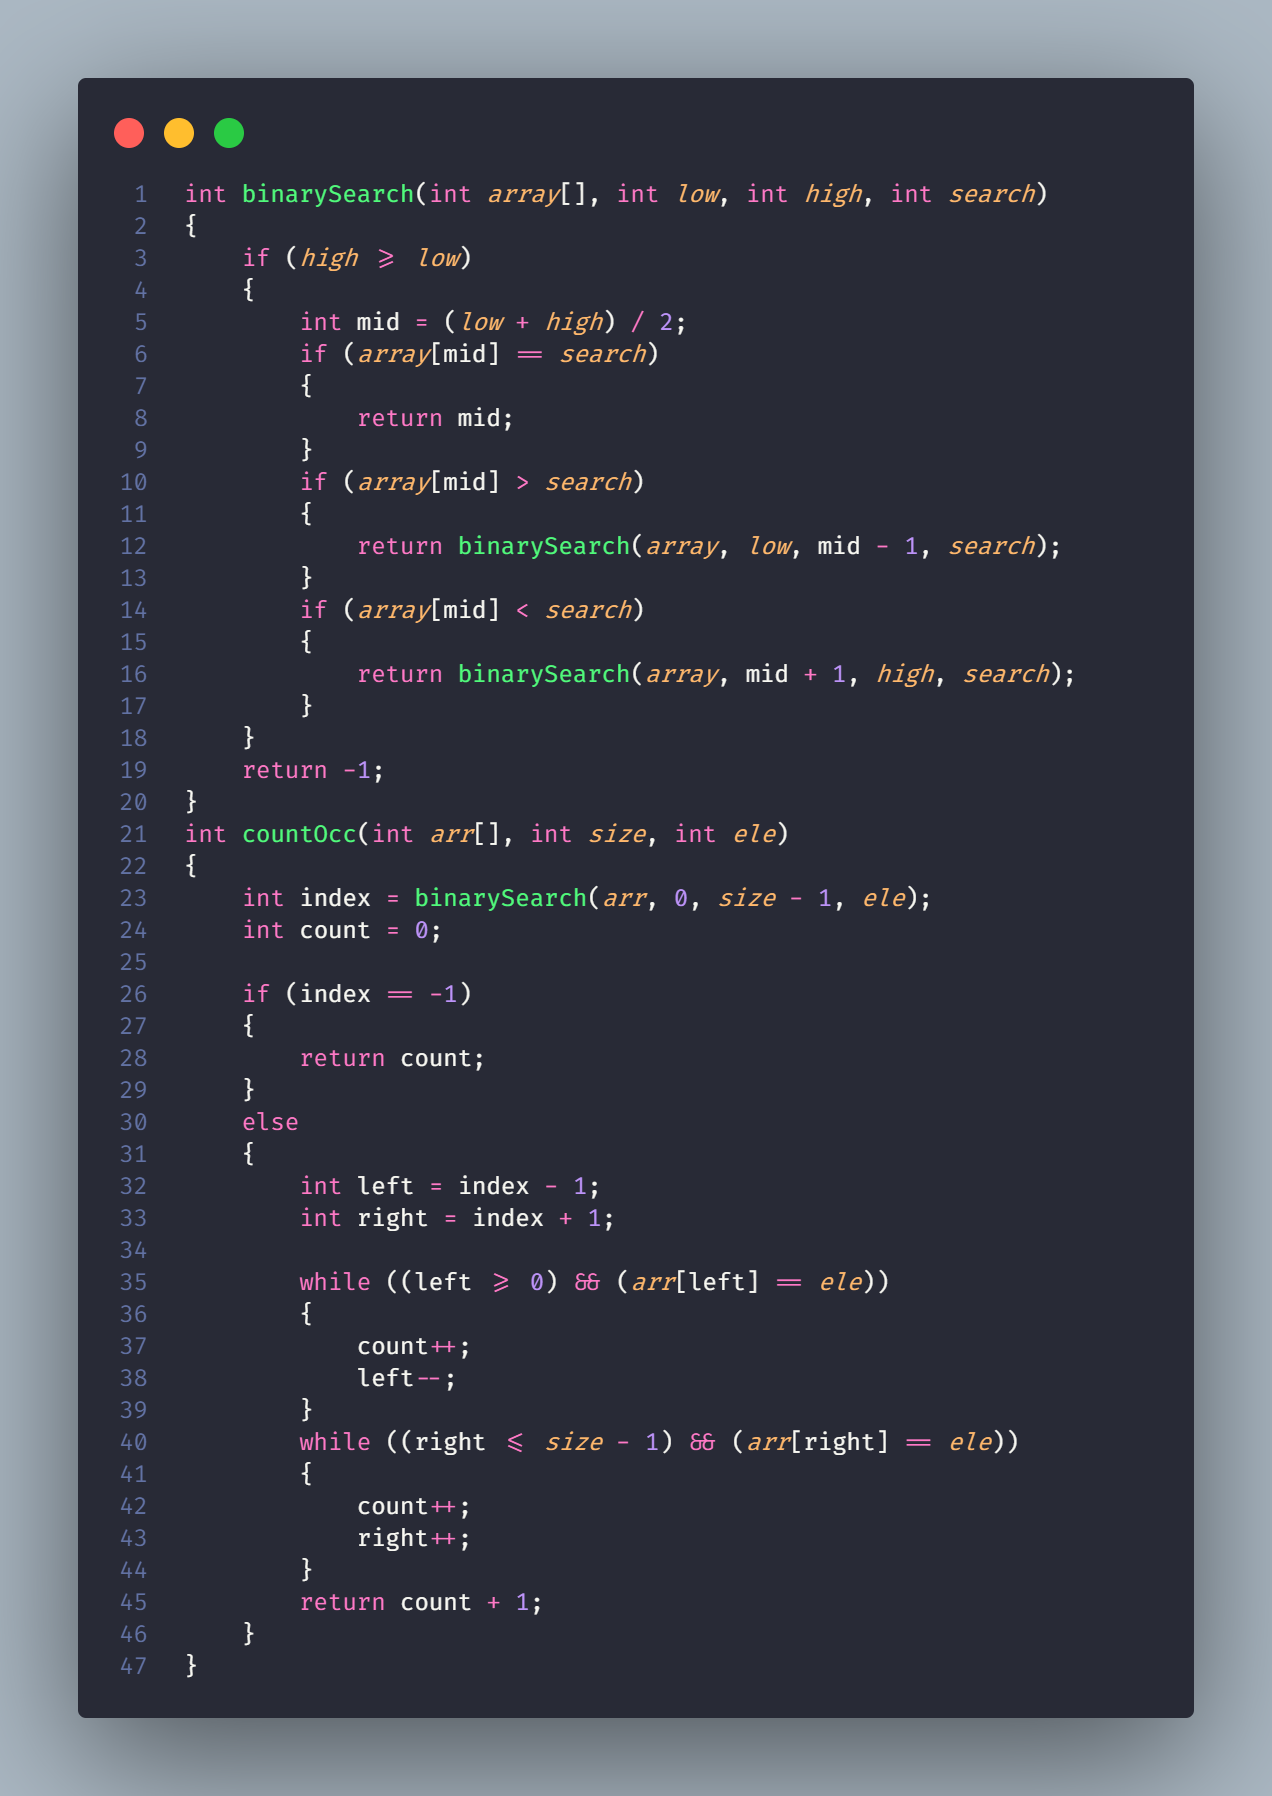 1 int binarySearch(int array[], int low, int high, int search)
2 {
3     if (high >= low)
4     {
5         int mid = (low + high) / 2;
6         if (array[mid] == search)
7         {
8             return mid;
9         }
10         if (array[mid] > search)
11         {
12             return binarySearch(array, low, mid - 1, search);
13         }
14         if (array[mid] < search)
15         {
16             return binarySearch(array, mid + 1, high, search);
17         }
18     }
19     return -1;
20 }
21 int countOcc(int arr[], int size, int ele)
22 {
23     int index = binarySearch(arr, 0, size - 1, ele);
24     int count = 0;
25
26     if (index == -1)
27     {
28         return count;
29     }
30     else
31     {
32         int left = index - 1;
33         int right = index + 1;
34
35         while ((left >= 0) && (arr[left] == ele))
36         {
37             count++;
38             left--;
39         }
40         while ((right <= size - 1) && (arr[right] == ele))
41         {
42             count++;
43             right++;
44         }
45         return count + 1;
46     }
47 }